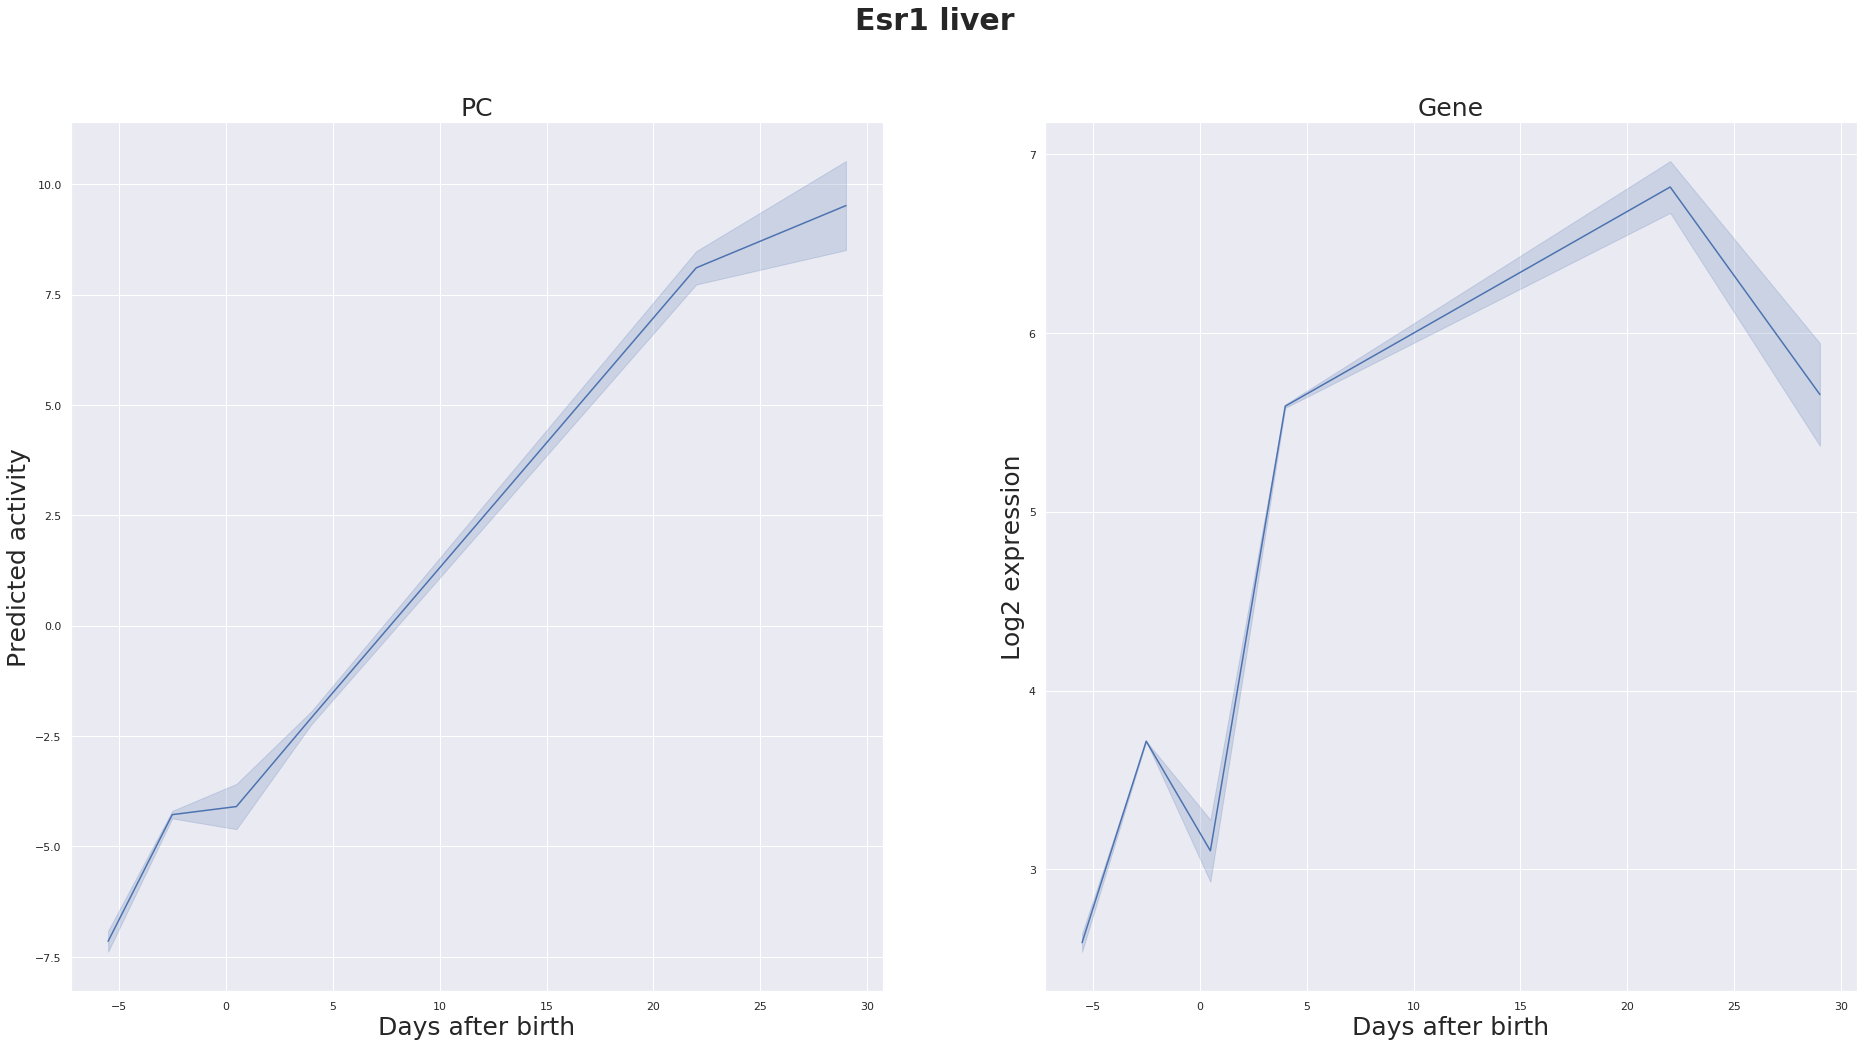 Esr1 liver
PC
Predicted activity
10.0
7.5
5.0
2.5
0.0
−2.5
−5.0
−7.5
−5 0 5 10 15 20 25 30
Days after birth
Gene
Log2 expression
7
6
5
4
3
−5 0 5 10 15 20 25 30
Days after birth